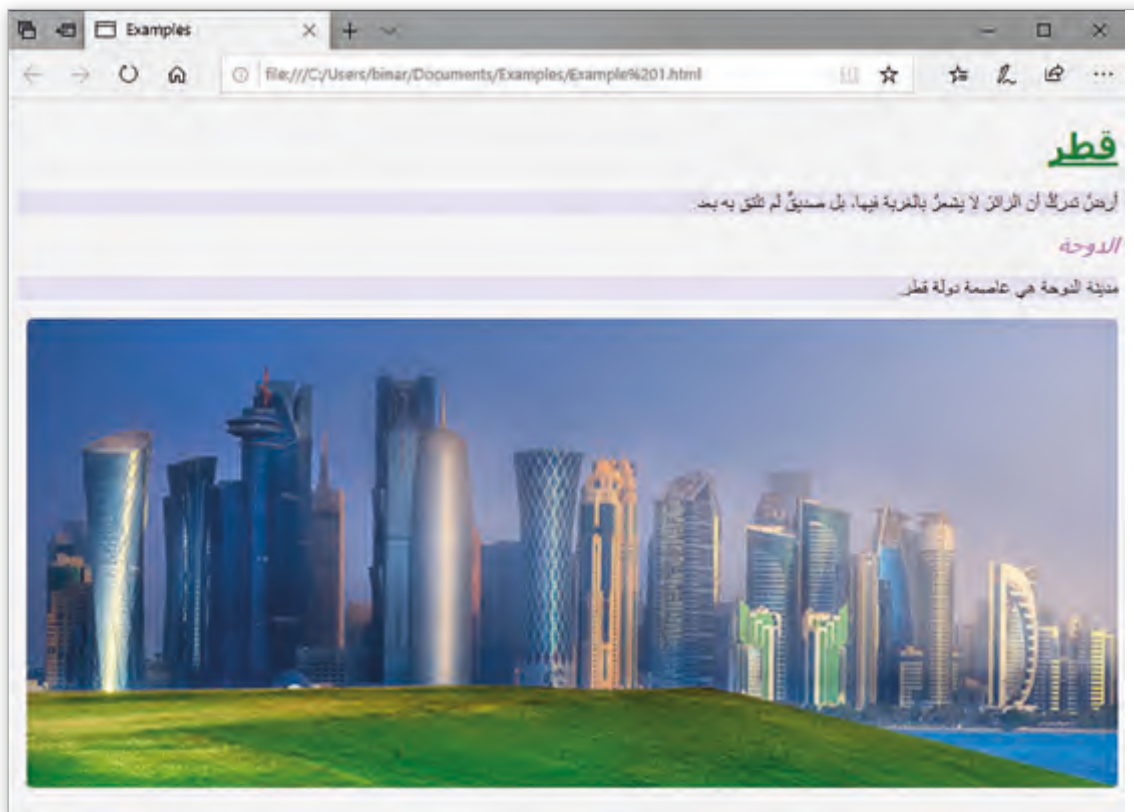 Examples
file:///C:/Users/binar/Documents/Examples/Example%201.html
قطر
أرضٌ تدركُ أن الزائرَ لا يشعرُ بالغربة فيها، بل صديقٌ لم تلتقِ به بعد.
الدوحة
مدينة الدوحة هي عاصمة دولة قطر.